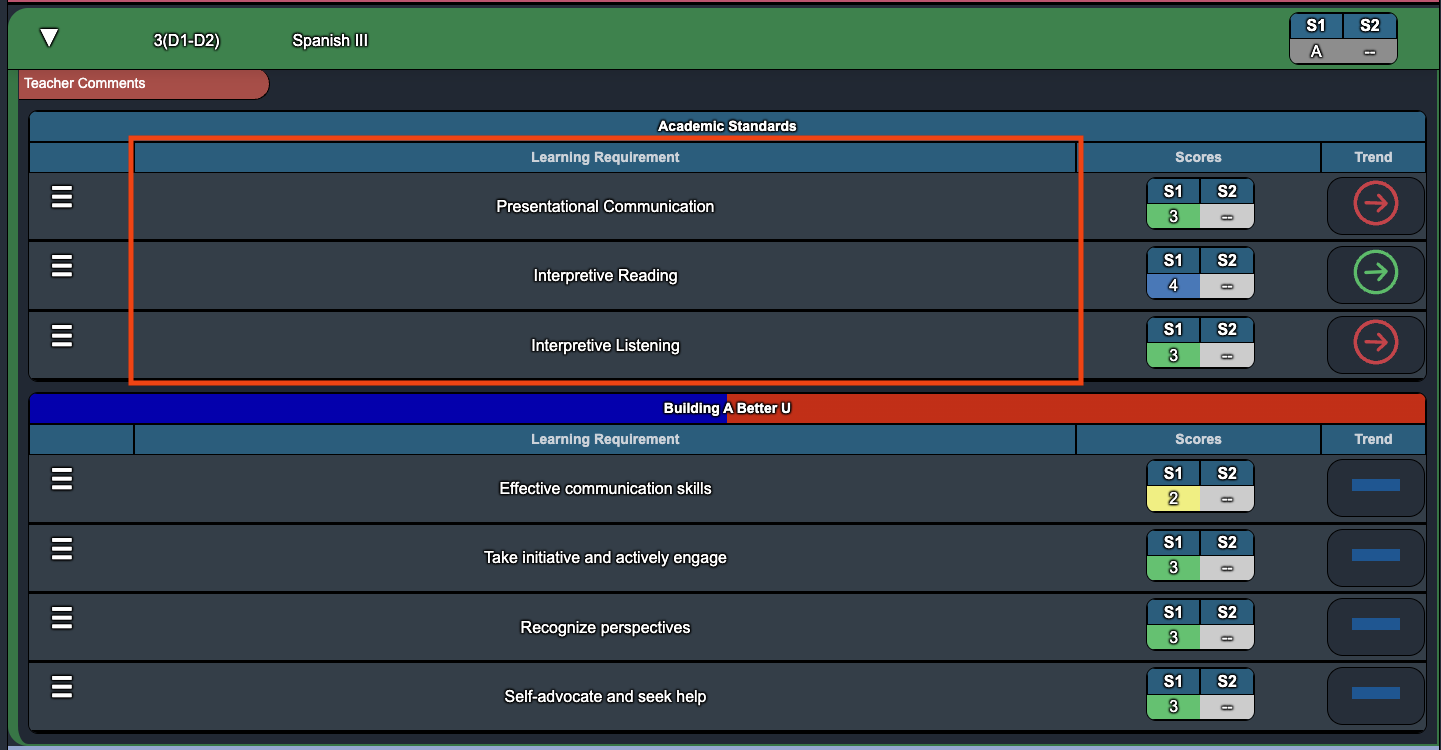 3(D1-D2) Spanish III S1 S2
A --
Teacher Comments
Academic Standards
Learning Requirement Scores Trend
Presentational Communication S1 S2
3 --
Interpretive Reading S1 S2
4 --
Interpretive Listening S1 S2
3 --
Building A Better U
Learning Requirement Scores Trend
Effective communication skills S1 S2
2 --
Take initiative and actively engage S1 S2
3 --
Recognize perspectives S1 S2
3 --
Self-advocate and seek help S1 S2
3 --